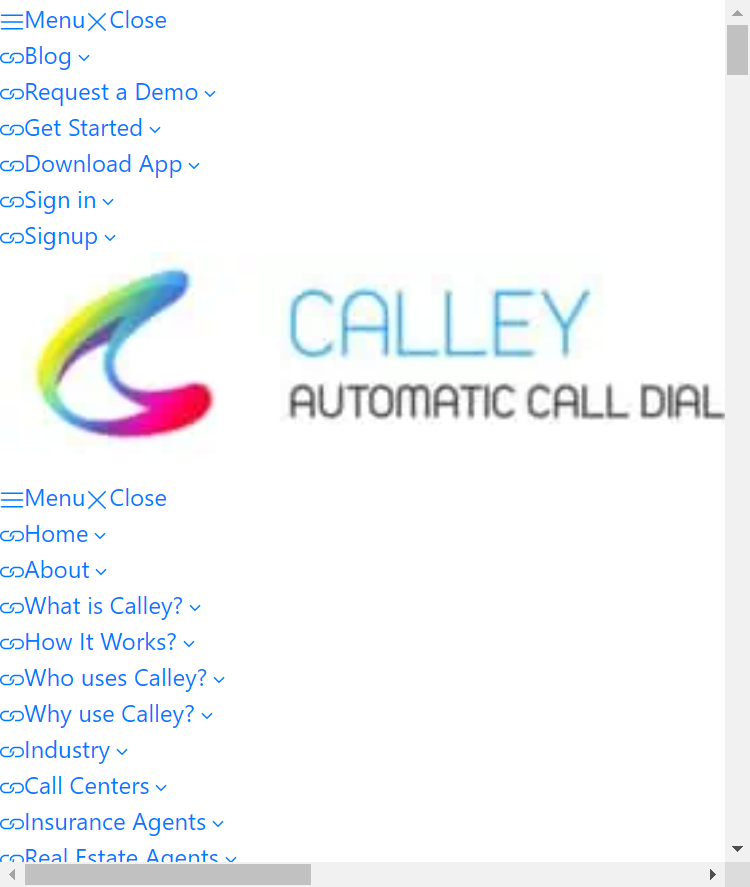 Menu Close
Blog
Request a Demo
Get Started
Download App
Sign in
Signup
CALLEY
AUTOMATIC CALL DIAL
Menu Close
Home
About
What is Calley?
How It Works?
Who uses Calley?
Why use Calley?
Industry
Call Centers
Insurance Agents
Real Estate Agents